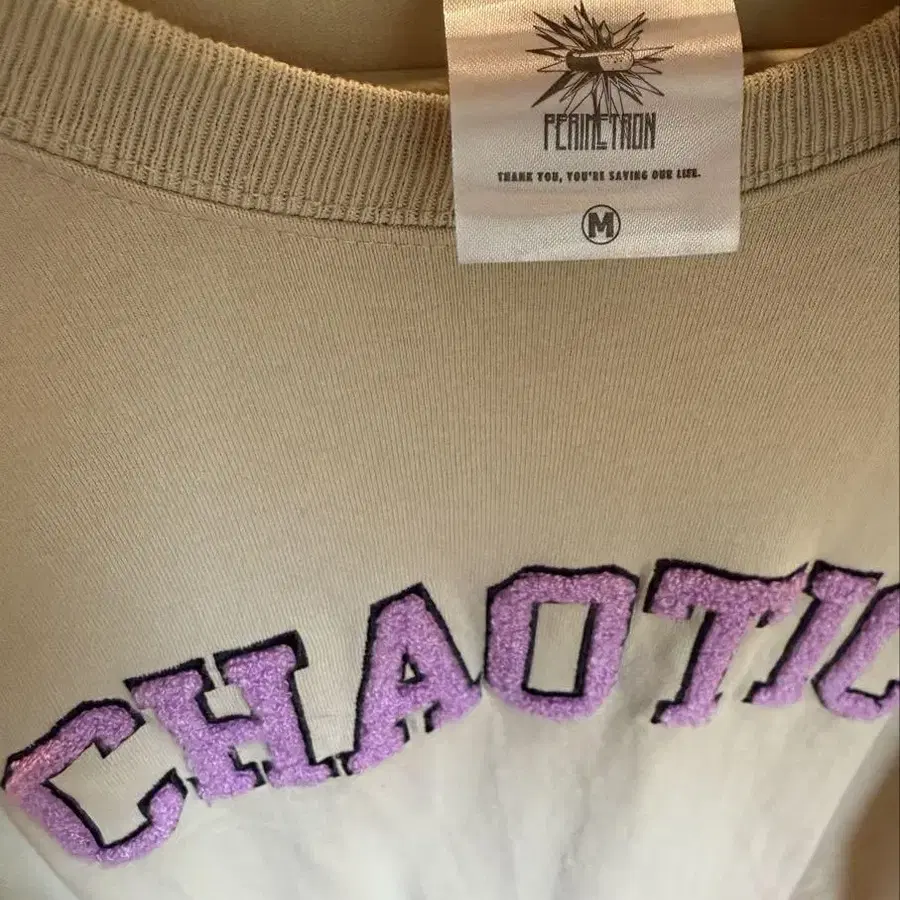 PERIMETRON
THANK YOU, YOU'RE SAVING OUR LIFE.
M
CHAOTIC